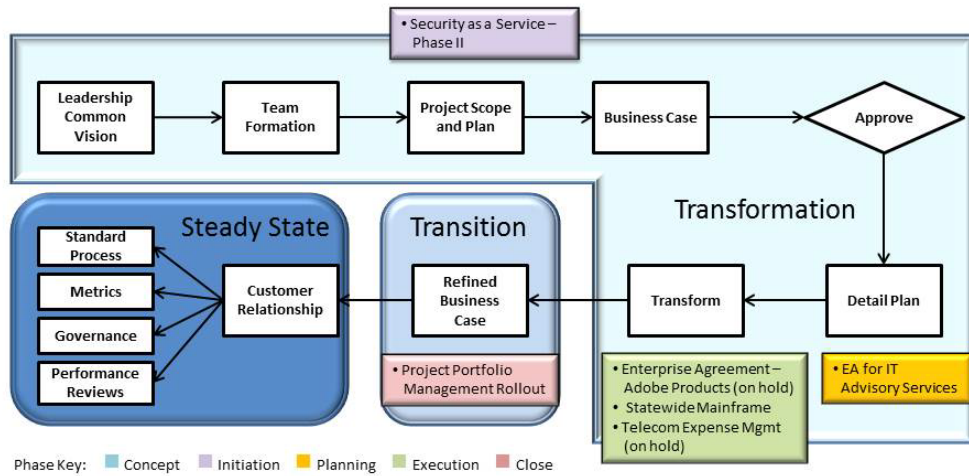 • Security as a Service –
Phase II
Leadership
Common
Vision
Team
Formation
Project Scope
and Plan
Business Case
Approve
Transformation
Steady State
Transition
Standard
Process
Metrics
Governance
Performance
Reviews
Customer
Relationship
Refined
Business
Case
Transform
Detail Plan
• Project Portfolio
Management Rollout
• Enterprise Agreement –
Adobe Products (on hold)
• Statewide Mainframe
• Telecom Expense Mgmt
(on hold)
• EA for IT
Advisory Services
Phase Key: Concept Initiation Planning Execution Close